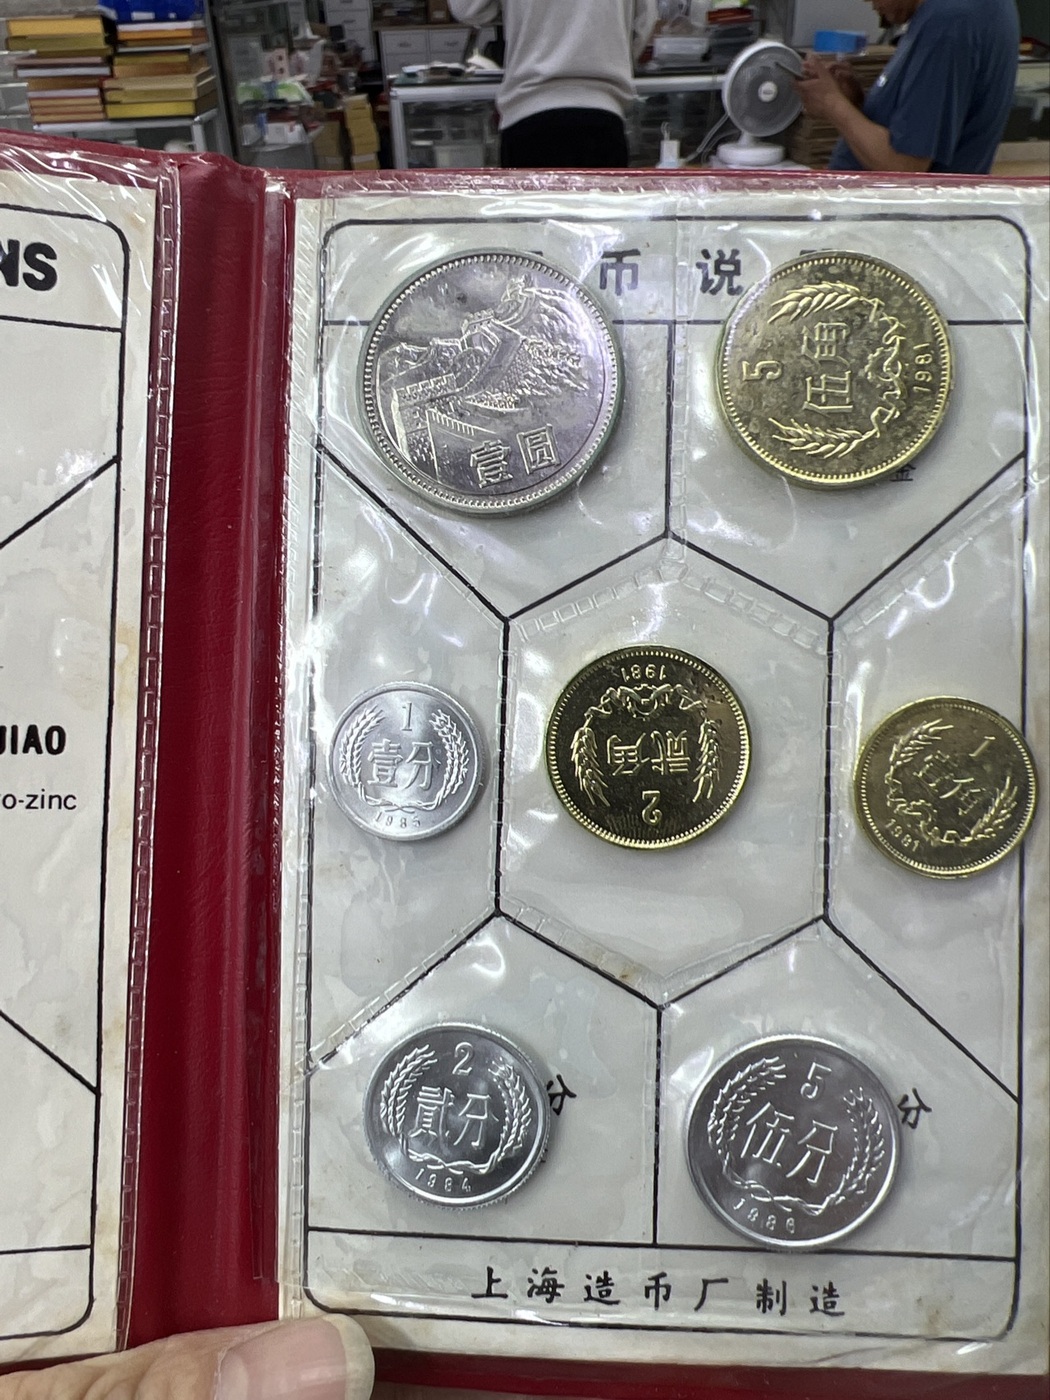 NS
JIAO
ro-zinc
币 说
壹圆
5
伍角
1981
金
1
壹分
1985
1981
贰角
2
1
壹角
1981
2
貳分
1984
分
5
伍分
1986
分
上海造币厂制造